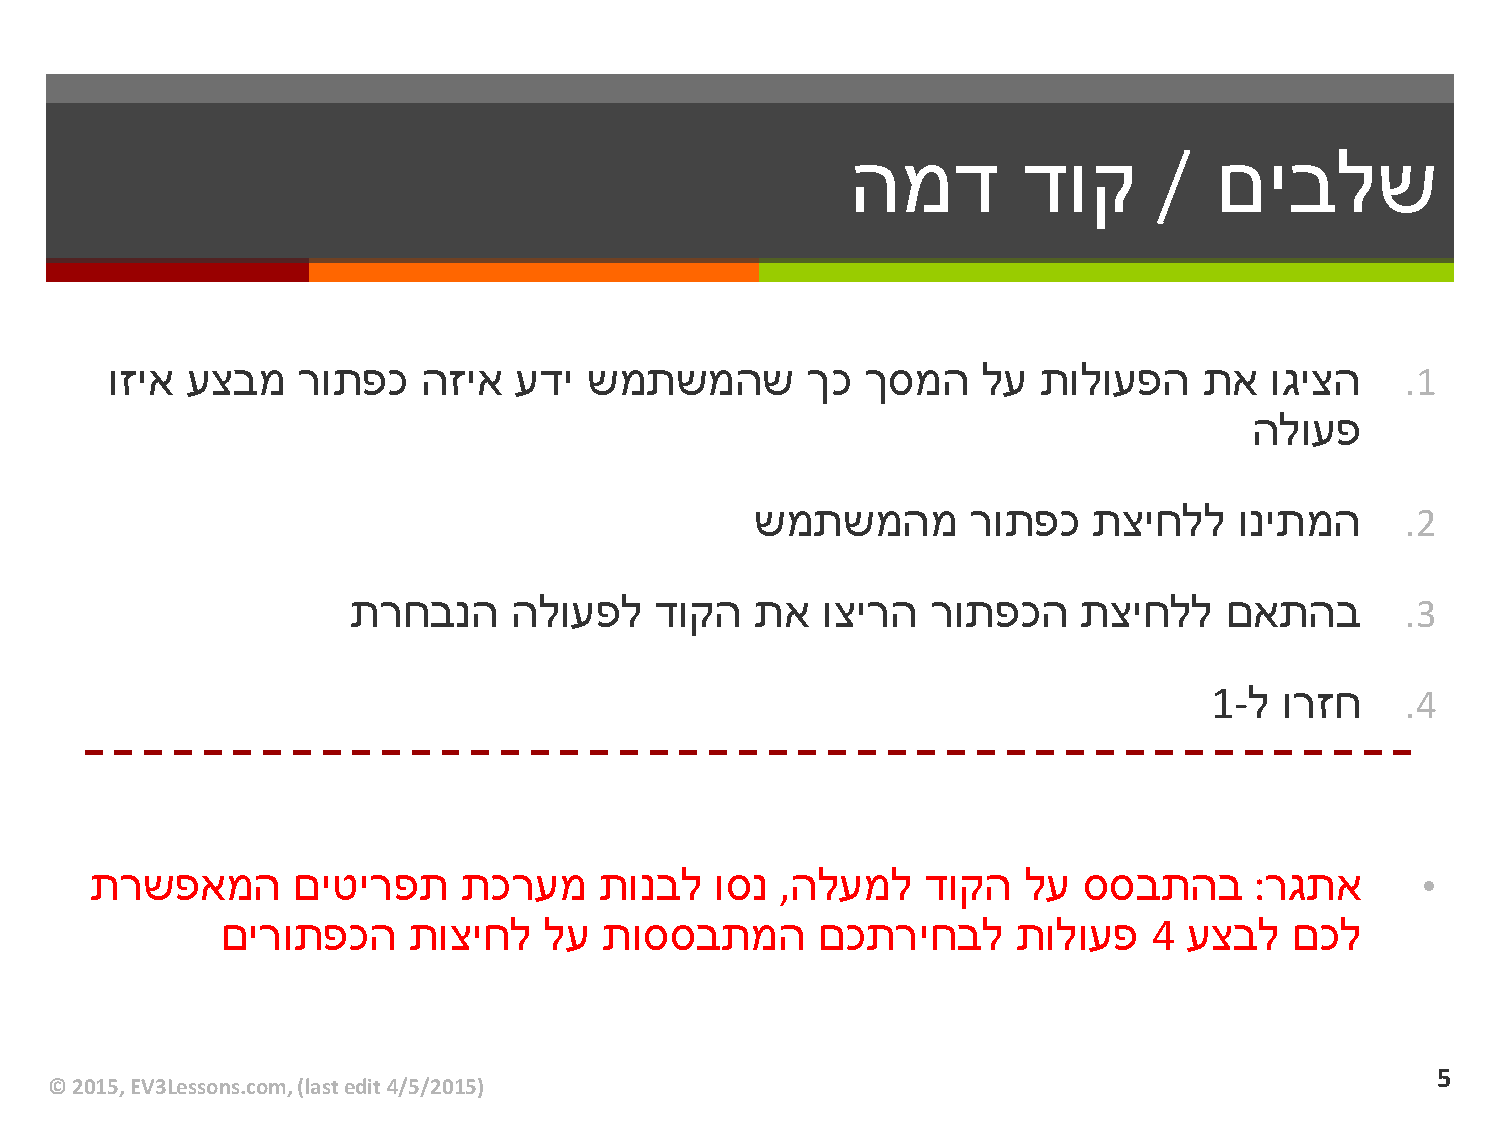 שלבים / קוד דמה
1. הציגו את הפעולות על המסך כך שהמשתמש ידע איזה כפתור מבצע איזו
פעולה
2. המתינו ללחיצת כפתור מהמשתמש
3. בהתאם ללחיצת הכפתור הריצו את הקוד לפעולה הנבחרת
4. חזרו ל-1
• אתגר: בהתבסס על הקוד למעלה, נסו לבנות מערכת תפריטים המאפשרת
לכם לבצע 4 פעולות לבחירתכם המתבססות על לחיצות הכפתורים
© 2015, EV3Lessons.com, (last edit 4/5/2015)
5